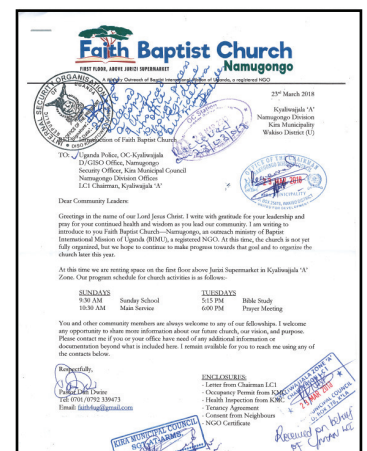 Faith Baptist Church
Namugongo
FIRST FLOOR, ABOVE JURIZI SUPERMARKET
A Ministry Outreach of Baptist International Mission of Uganda, a registered NGO
23rd March 2018
Kyaliwajjala 'A'
Namugongo Division
Kira Municipality
Wakiso District (U)
Introduction of Faith Baptist Church
TO: Uganda Police, OC-Kyaliwajjala
D/GISO Office, Namugongo
Security Officer, Kira Municipal Council
Namugongo Division Offices
LC1 Chairman, Kyaliwajjala 'A'
Dear Community Leaders:
Greetings in the name of our Lord Jesus Christ. I write with gratitude for your leadership and
pray for your continued health and wisdom as you lead our community. I am writing to
introduce to you Faith Baptist Church—Namugongo, an outreach ministry of Baptist
International Mission of Uganda (BIMU), a registered NGO. At this time, the church is not yet
fully organized, but we hope to continue to make progress towards that goal and to organize the
church later this year.
At this time we are renting space on the first floor above Jurizi Supermarket in Kyaliwajjala 'A'
Zone. Our program schedule for church activities is as follows:-
SUNDAYS TUESDAYS
9:30 AM Sunday School 5:15 PM Bible Study
10:30 AM Main Service 6:00 PM Prayer Meeting
You and other community members are always welcome to any of our fellowships. I welcome
any opportunity to share more information about our future church, our vision, and purpose.
Please contact me if you or your office have need of any additional information or
documentation beyond what is included here. I remain available for you to reach me using any of
the contacts below.
Respectfully,
Pastor Dan Dwire
Tel: 0701/0792 339473
Email: faith4ug@gmail.com
ENCLOSURES:
- Letter from Chairman LC1
- Occupancy Permit from KMC
- Health Inspection from KMC
- Tenancy Agreement
- Consent from Neighbours
- NGO Certificate
KIRA MUNICIPAL COUNCIL
Received on behalf
of C/man LC1